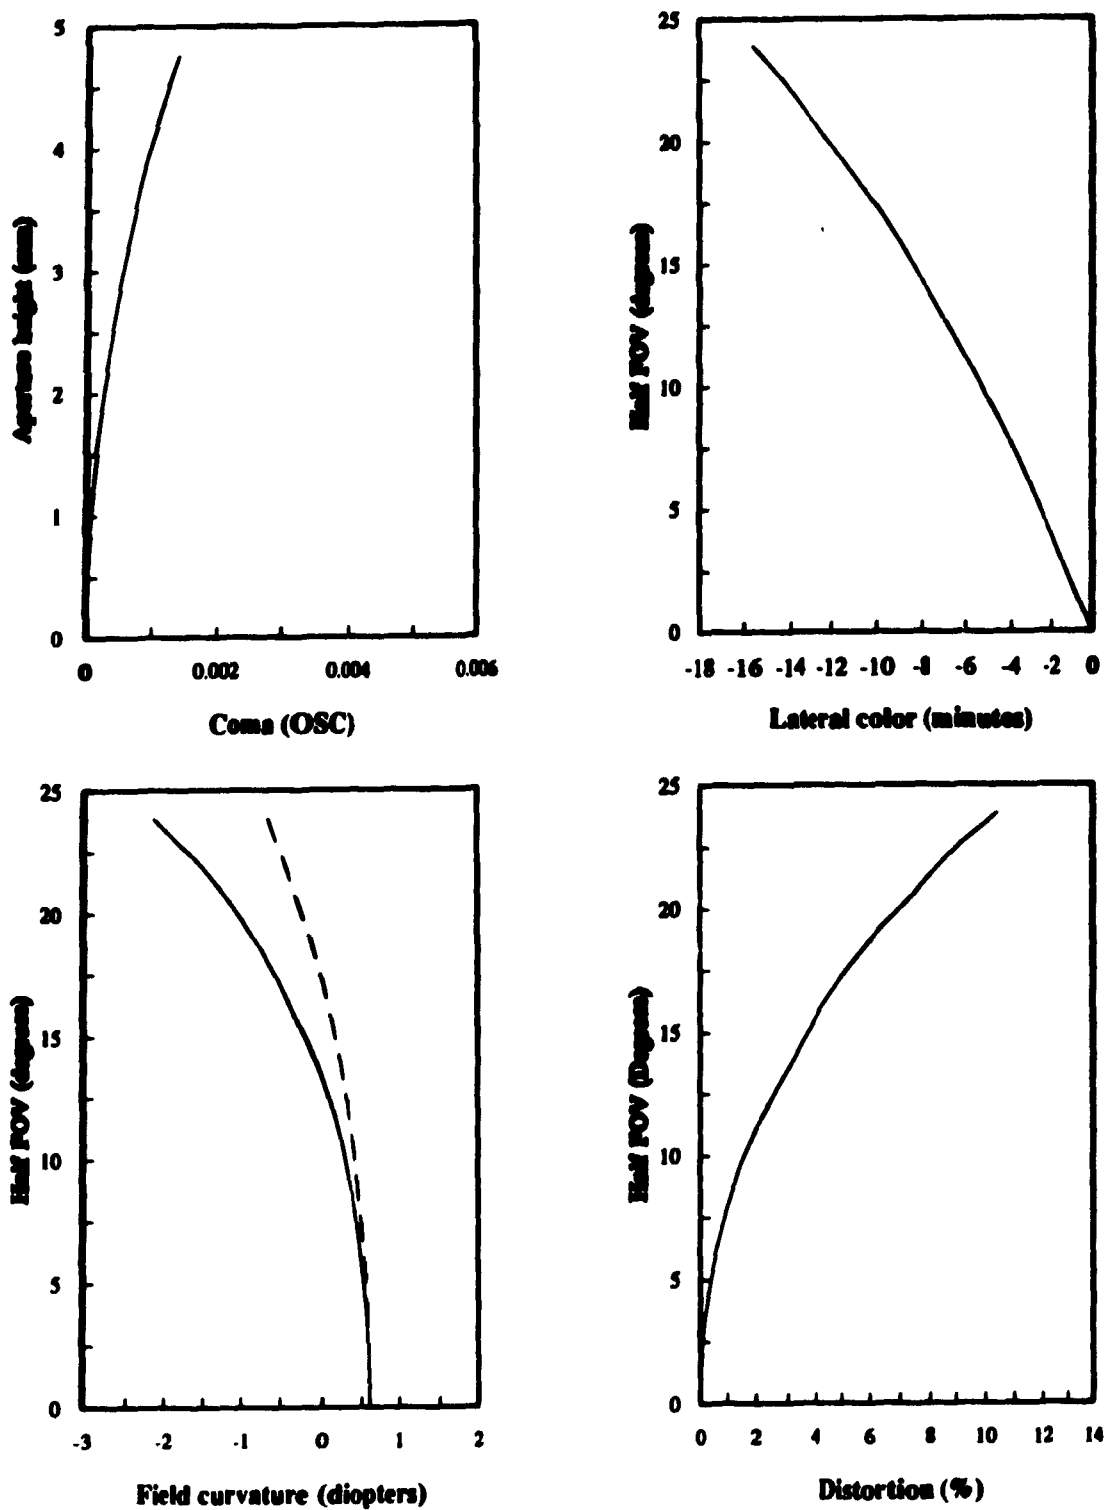 5
4
3
2
1
0
Aperture height (mm)
0 0.002 0.004 0.006
Coma (OSC)
25
20
15
10
5
0
Half FOV (degrees)
-18 -16 -14 -12 -10 -8 -6 -4 -2 0
Lateral color (minutes)
25
20
15
10
5
0
Half FOV (degrees)
-3 -2 -1 0 1 2
Field curvature (diopters)
25
20
15
10
5
0
Half FOV (Degrees)
0 2 4 6 8 10 12 14
Distortion (%)